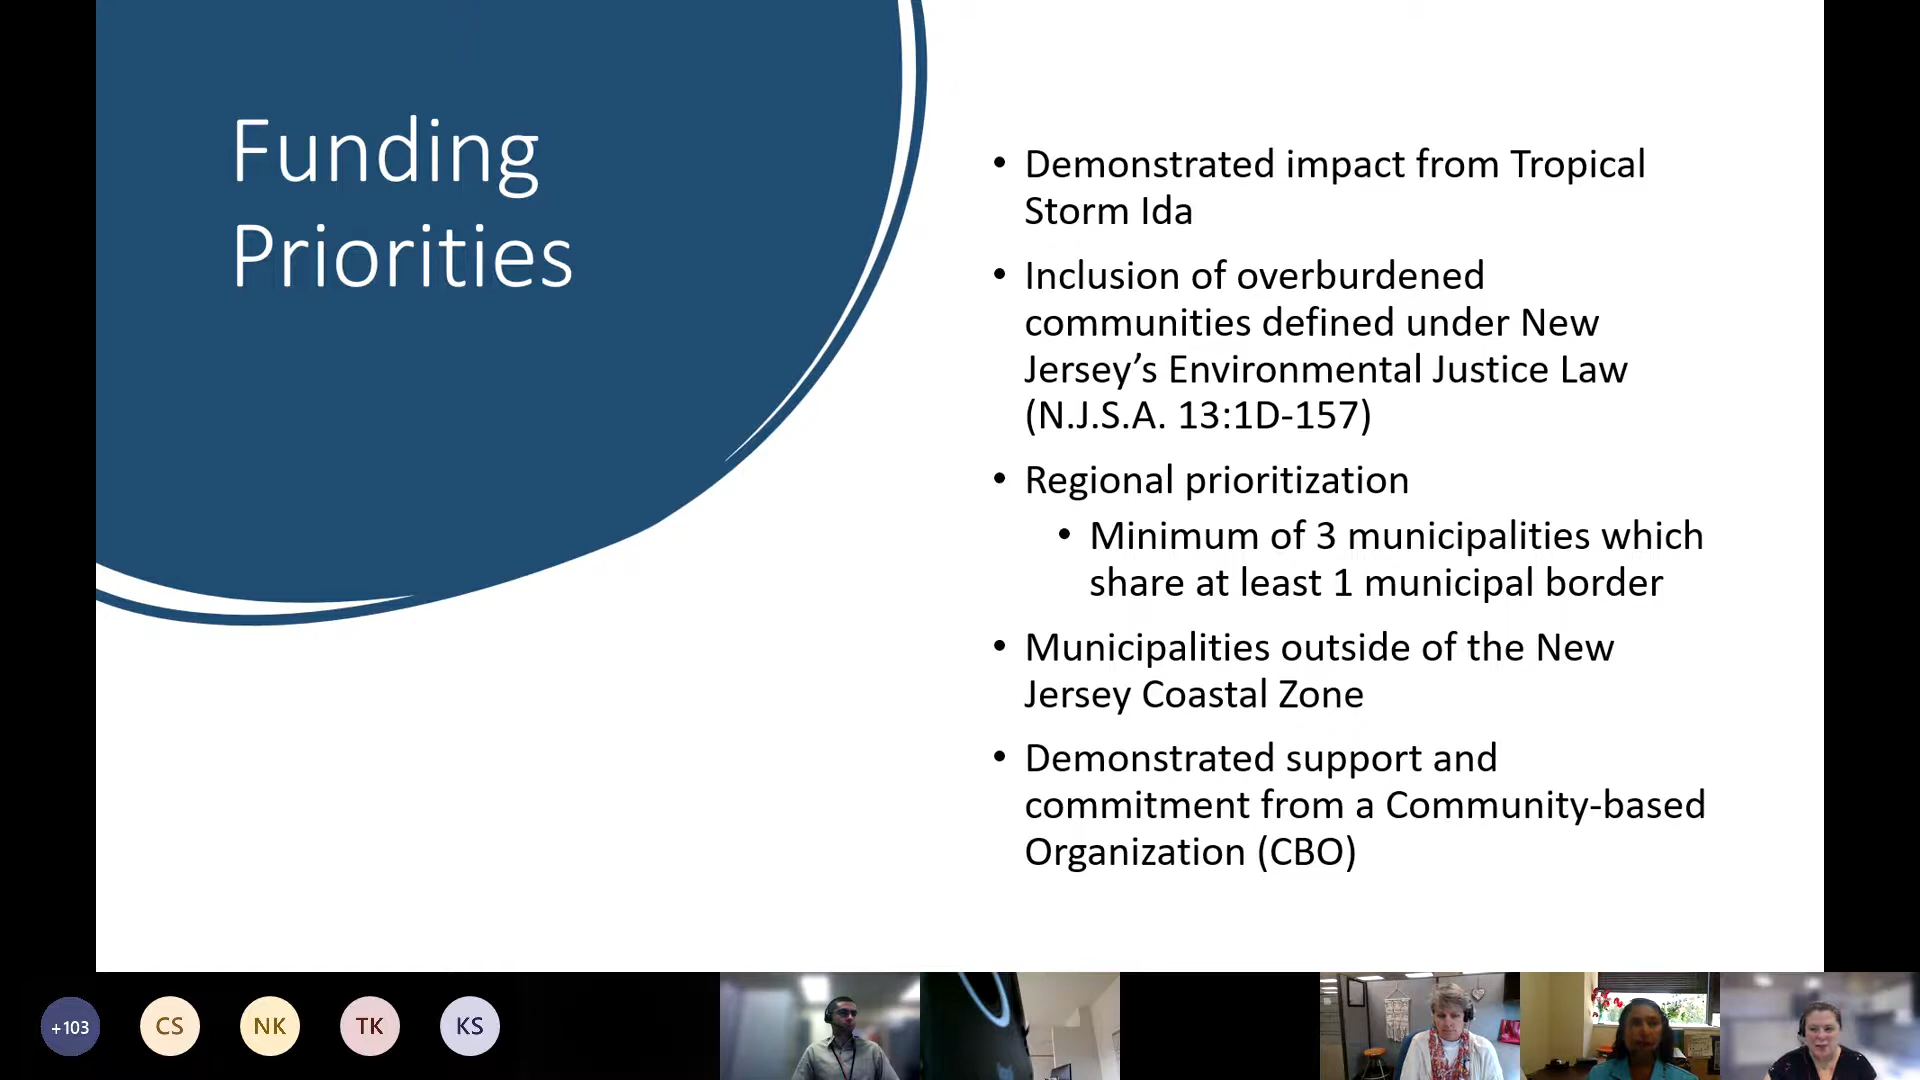 Funding
Priorities
• Demonstrated impact from Tropical
Storm Ida
• Inclusion of overburdened
communities defined under New
Jersey’s Environmental Justice Law
(N.J.S.A. 13:1D-157)
• Regional prioritization
• Minimum of 3 municipalities which
share at least 1 municipal border
• Municipalities outside of the New
Jersey Coastal Zone
• Demonstrated support and
commitment from a Community-based
Organization (CBO)
+103 CS NK TK KS